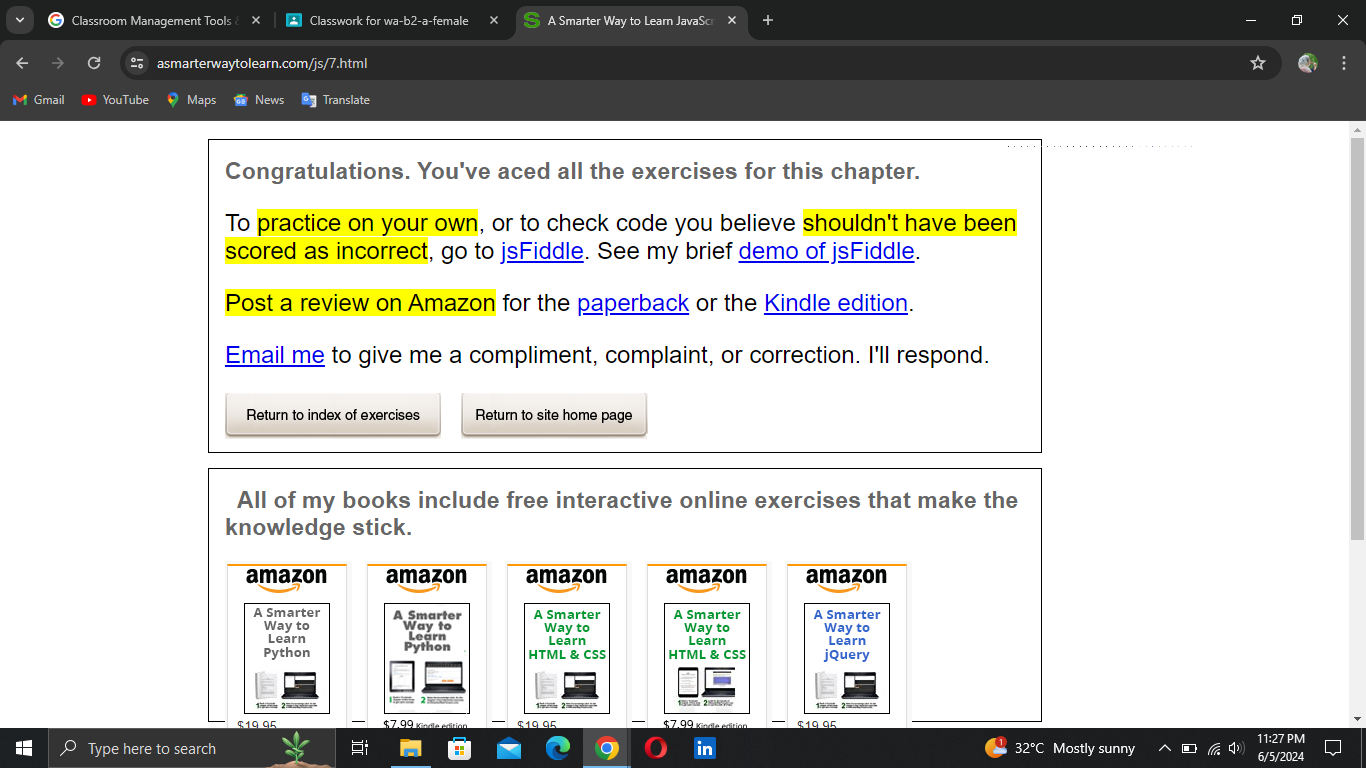 Classroom Management Tools &
Classwork for wa-b2-a-female
A Smarter Way to Learn JavaScr
asmarterwaytolearn.com/js/7.html
Gmail YouTube Maps News Translate
Congratulations. You've aced all the exercises for this chapter.
To practice on your own, or to check code you believe shouldn't have been
scored as incorrect, go to jsFiddle. See my brief demo of jsFiddle.
Post a review on Amazon for the paperback or the Kindle edition.
Email me to give me a compliment, complaint, or correction. I'll respond.
Return to index of exercises Return to site home page
All of my books include free interactive online exercises that make the
knowledge stick.
amazon amazon amazon amazon amazon
A Smarter
Way to
Learn
Python
A Smarter
Way to
Learn
Python
A Smarter
Way to
Learn
HTML & CSS
A Smarter
Way to
Learn
HTML & CSS
A Smarter
Way to
Learn
jQuery
$19.95 $7.99 Kindle edition $19.95 $7.99 Kindle edition $19.95
Type here to search
1
32°C Mostly sunny
11:27 PM
6/5/2024